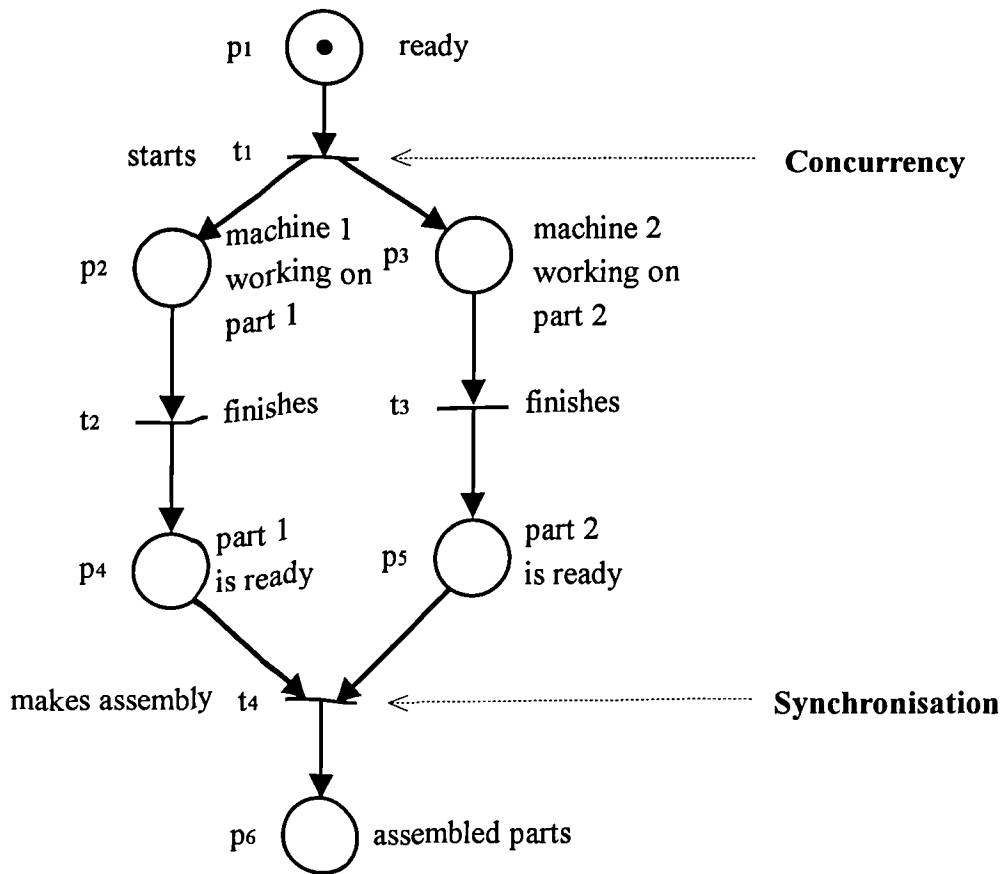 p1 ready
starts t1 Concurrency
p2 machine 1
working on
part 1
p3 machine 2
working on
part 2
t2 finishes
t3 finishes
p4 part 1
is ready
p5 part 2
is ready
makes assembly t4 Synchronisation
p6 assembled parts